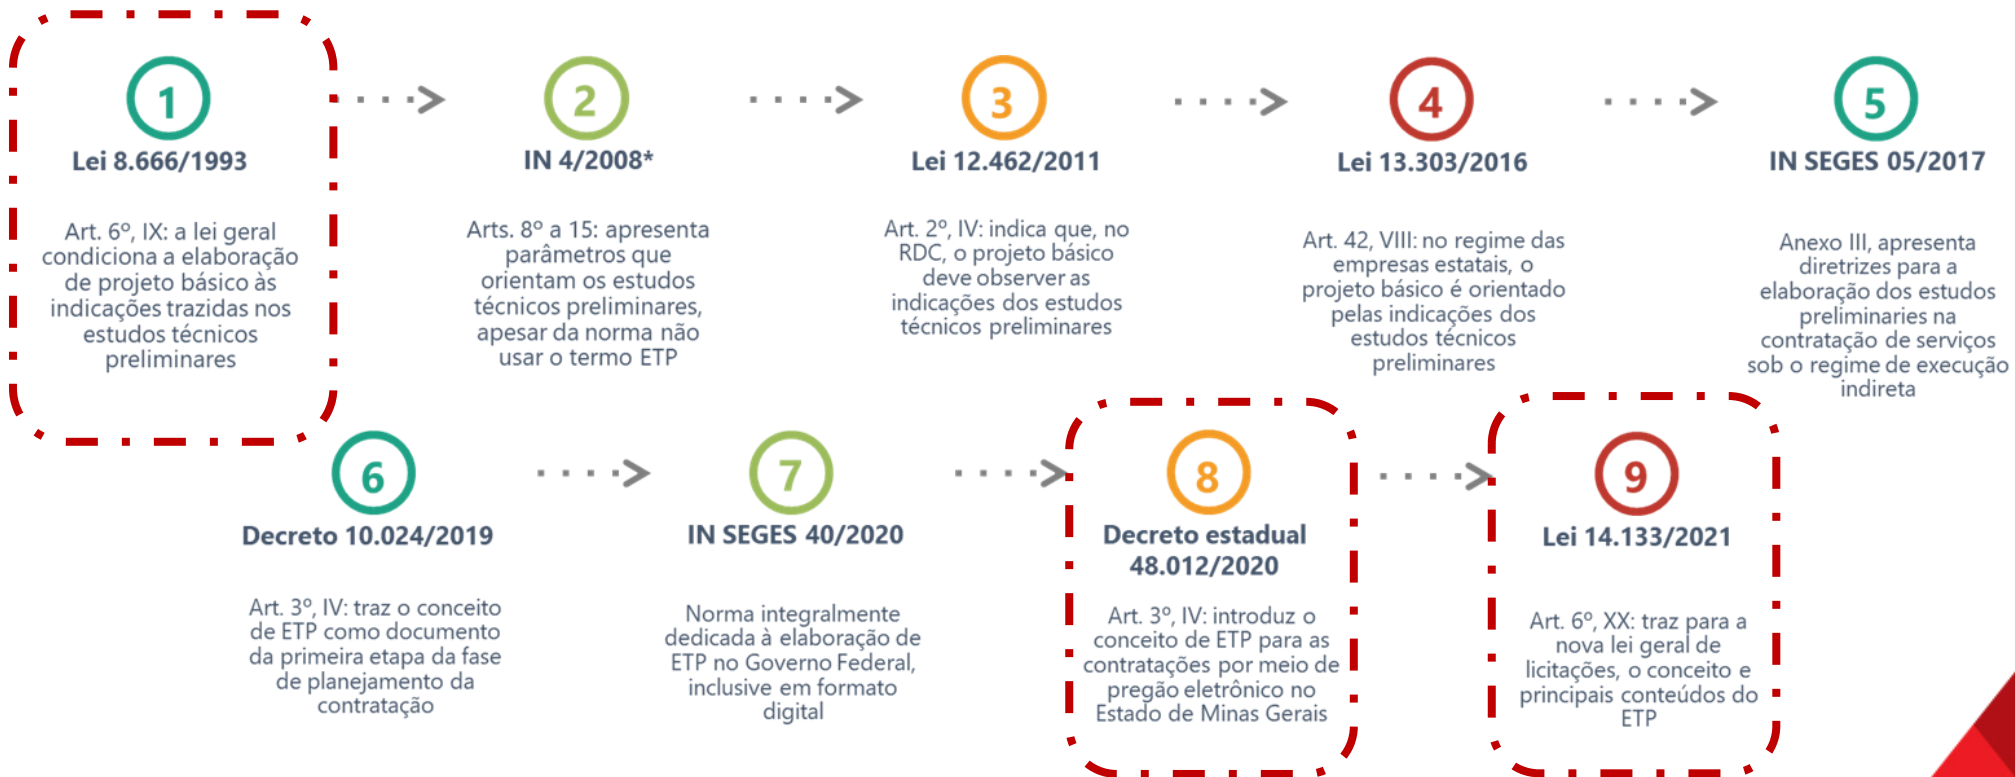 1
Lei 8.666/1993
Art. 6º, IX: a lei geral
condiciona a elaboração
de projeto básico às
indicações trazidas nos
estudos técnicos
preliminares
2
IN 4/2008*
Arts. 8º a 15: apresenta
parâmetros que
orientam os estudos
técnicos preliminares,
apesar da norma não
usar o termo ETP
3
Lei 12.462/2011
Art. 2º, IV: indica que, no
RDC, o projeto básico
deve observer as
indicações dos estudos
técnicos preliminares
4
Lei 13.303/2016
Art. 42, VIII: no regime das
empresas estatais, o
projeto básico é orientado
pelas indicações dos
estudos técnicos
preliminares
5
IN SEGES 05/2017
Anexo III, apresenta
diretrizes para a
elaboração dos estudos
preliminaries na
contratação de serviços
sob o regime de execução
indireta
6
Decreto 10.024/2019
Art. 3º, IV: traz o conceito
de ETP como documento
da primeira etapa da fase
de planejamento da
contratação
7
IN SEGES 40/2020
Norma integralmente
dedicada à elaboração de
ETP no Governo Federal,
inclusive em formato
digital
8
Decreto estadual
48.012/2020
Art. 3º, IV: introduz o
conceito de ETP para as
contratações por meio de
pregão eletrônico no
Estado de Minas Gerais
9
Lei 14.133/2021
Art. 6º, XX: traz para a
nova lei geral de
licitações, o conceito e
principais conteúdos do
ETP